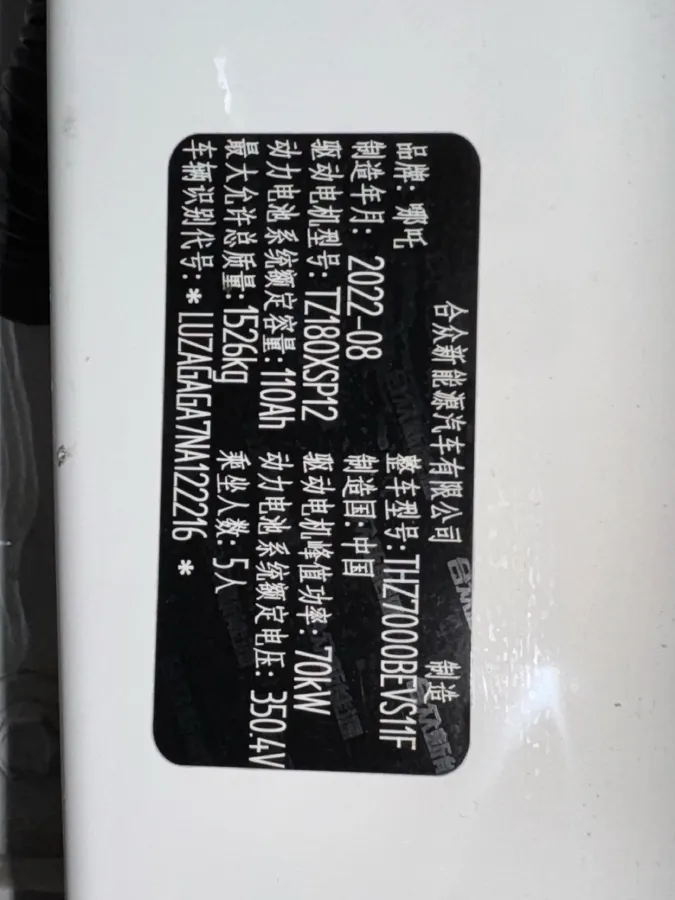 合众新能源汽车有限公司 制造
品牌：哪吒 整车型号：THZ7000BEVS11F
制造年月：2022-08 制造国：中国
驱动电机型号：TZ180XSP12 驱动电机峰值功率：70kW
动力电池系统额定容量：110Ah 动力电池系统额定电压：350.4V
最大允许总质量：1526kg 乘坐人数：5人
车辆识别代号：*LUZAGAGA7NA122216*